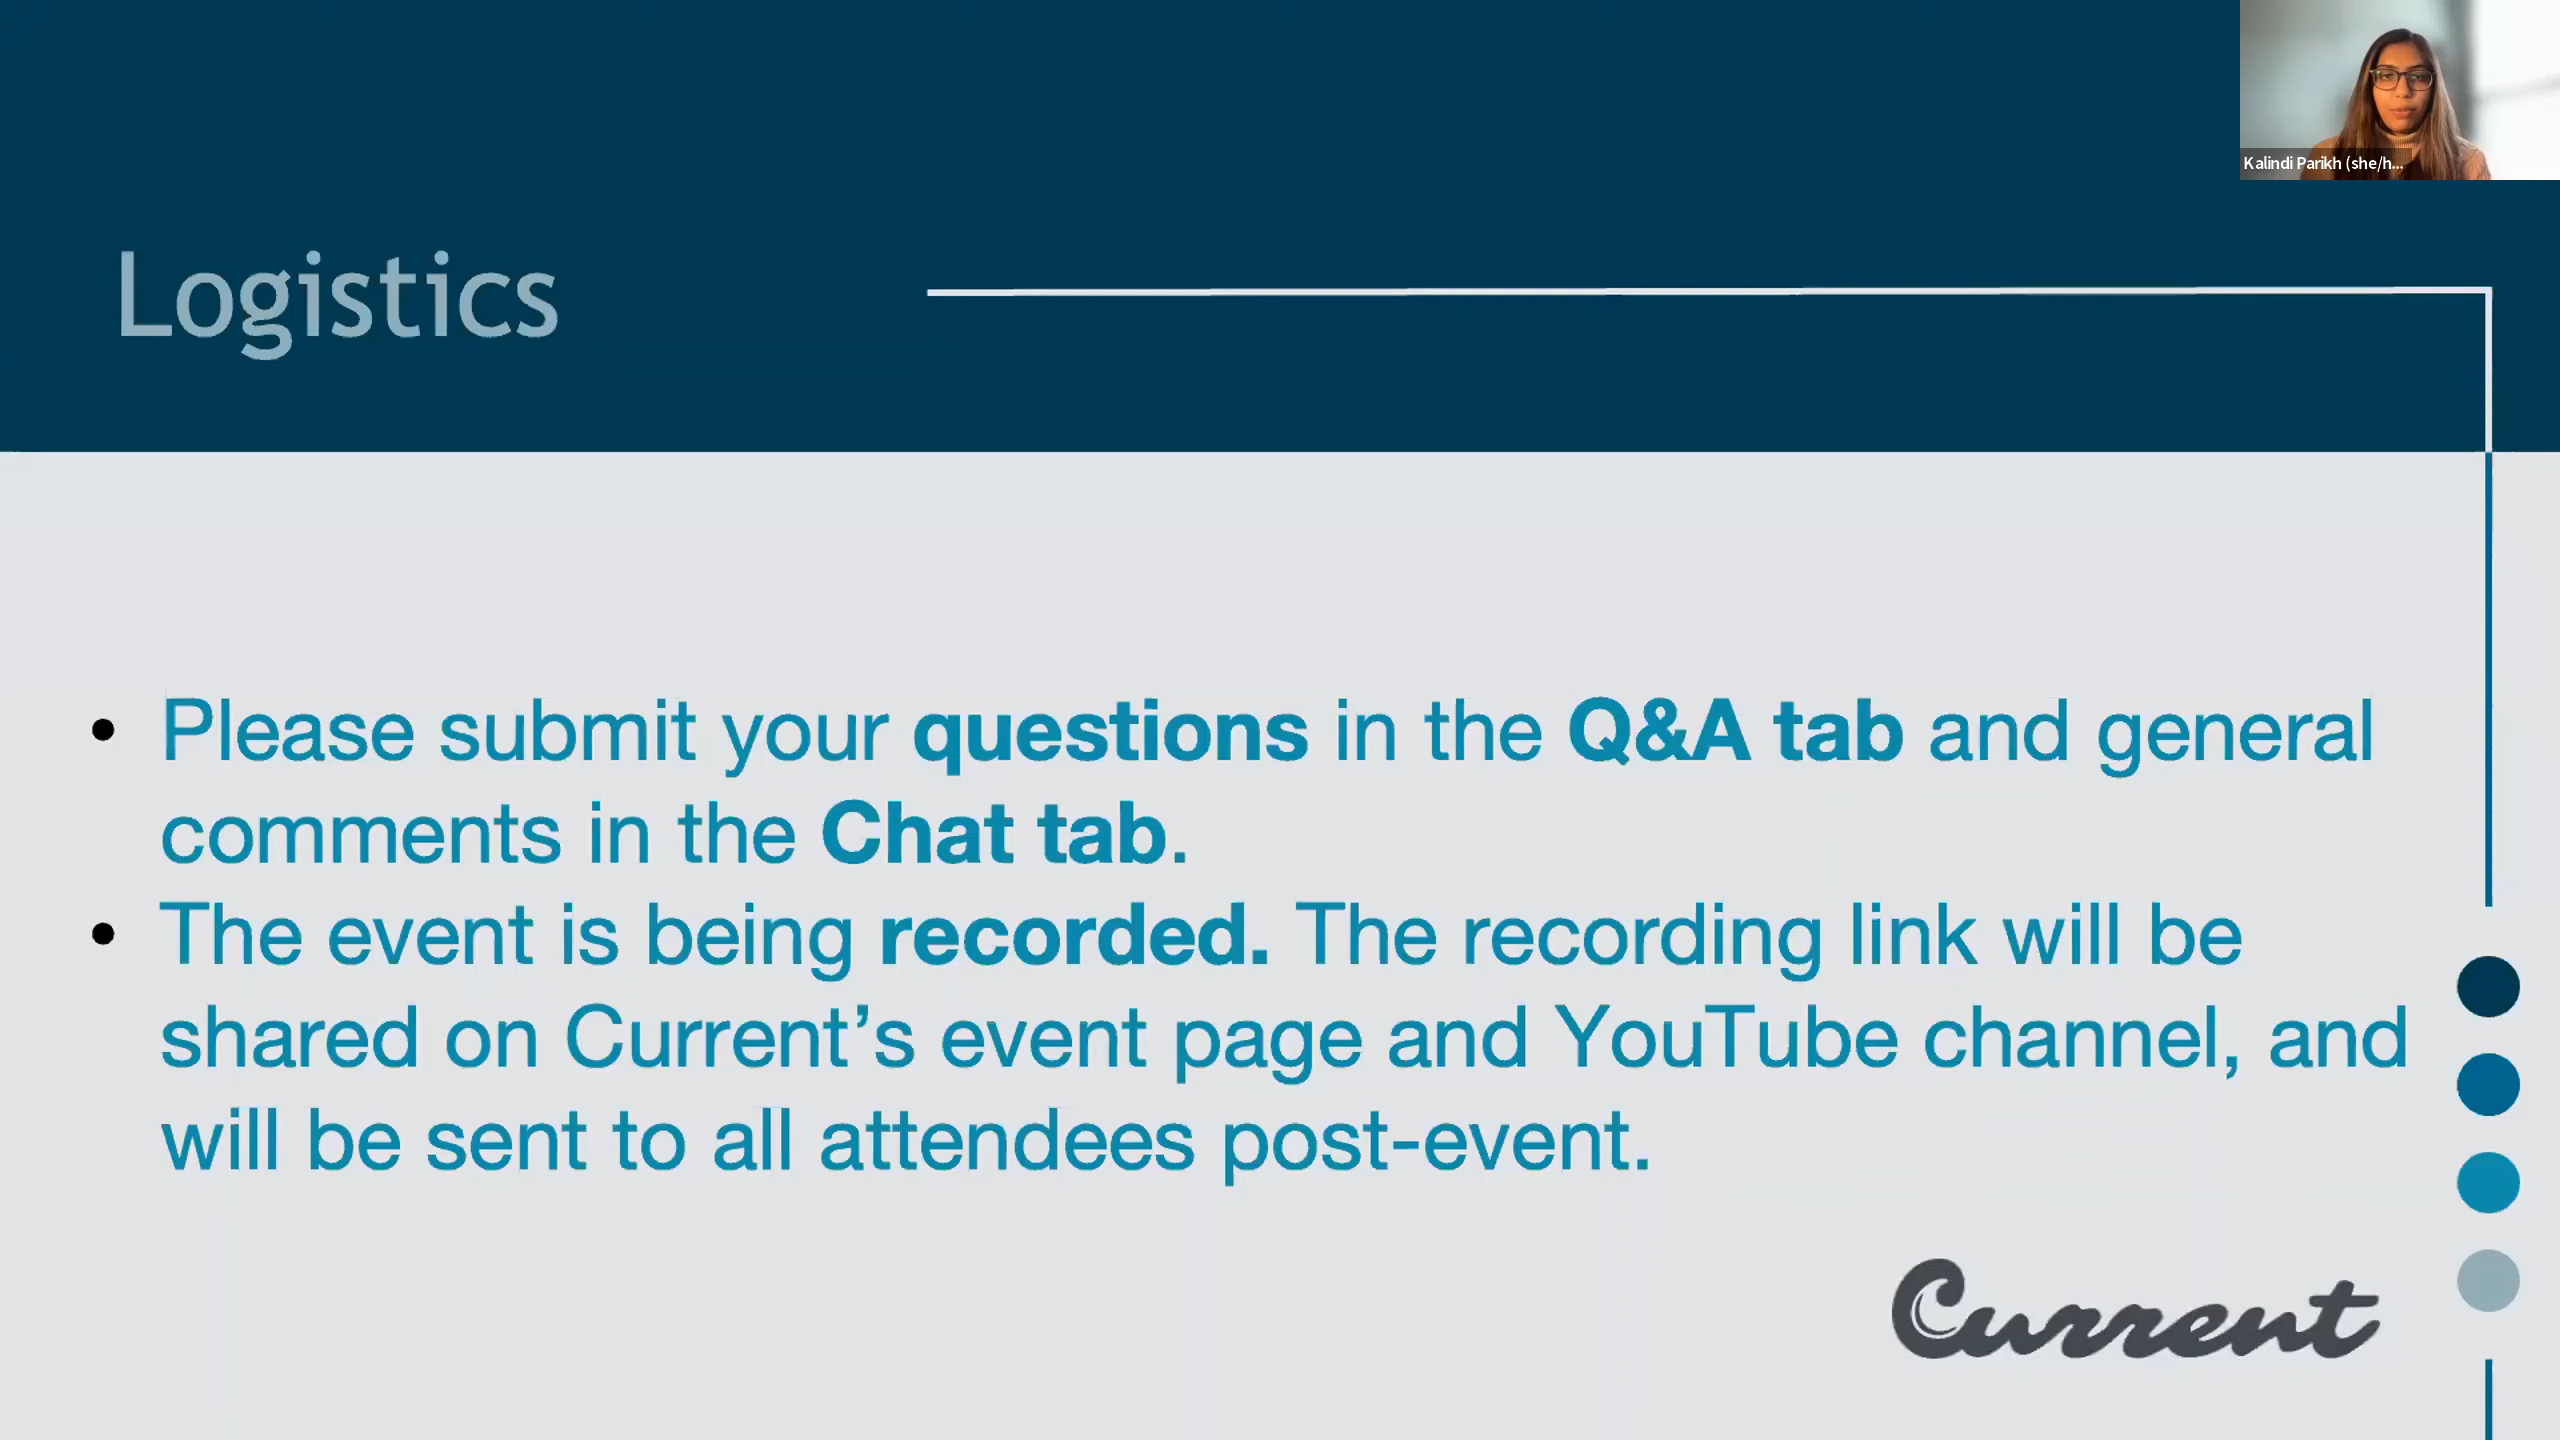 Kalindi Parikh (she/h...
Logistics
• Please submit your questions in the Q&A tab and general
comments in the Chat tab.
• The event is being recorded. The recording link will be
shared on Current’s event page and YouTube channel, and
will be sent to all attendees post-event.
Current